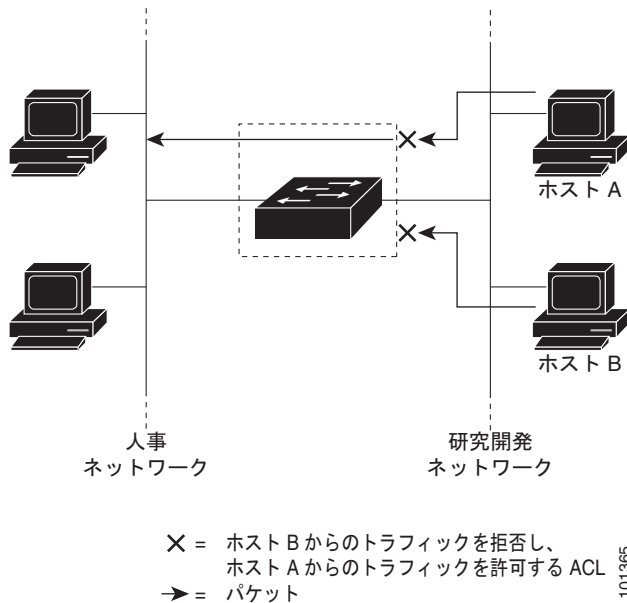 ホスト A
ホスト B
人事
ネットワーク
研究開発
ネットワーク
= ホスト B からのトラフィックを拒否し、
ホスト A からのトラフィックを許可する ACL
= パケット
101365